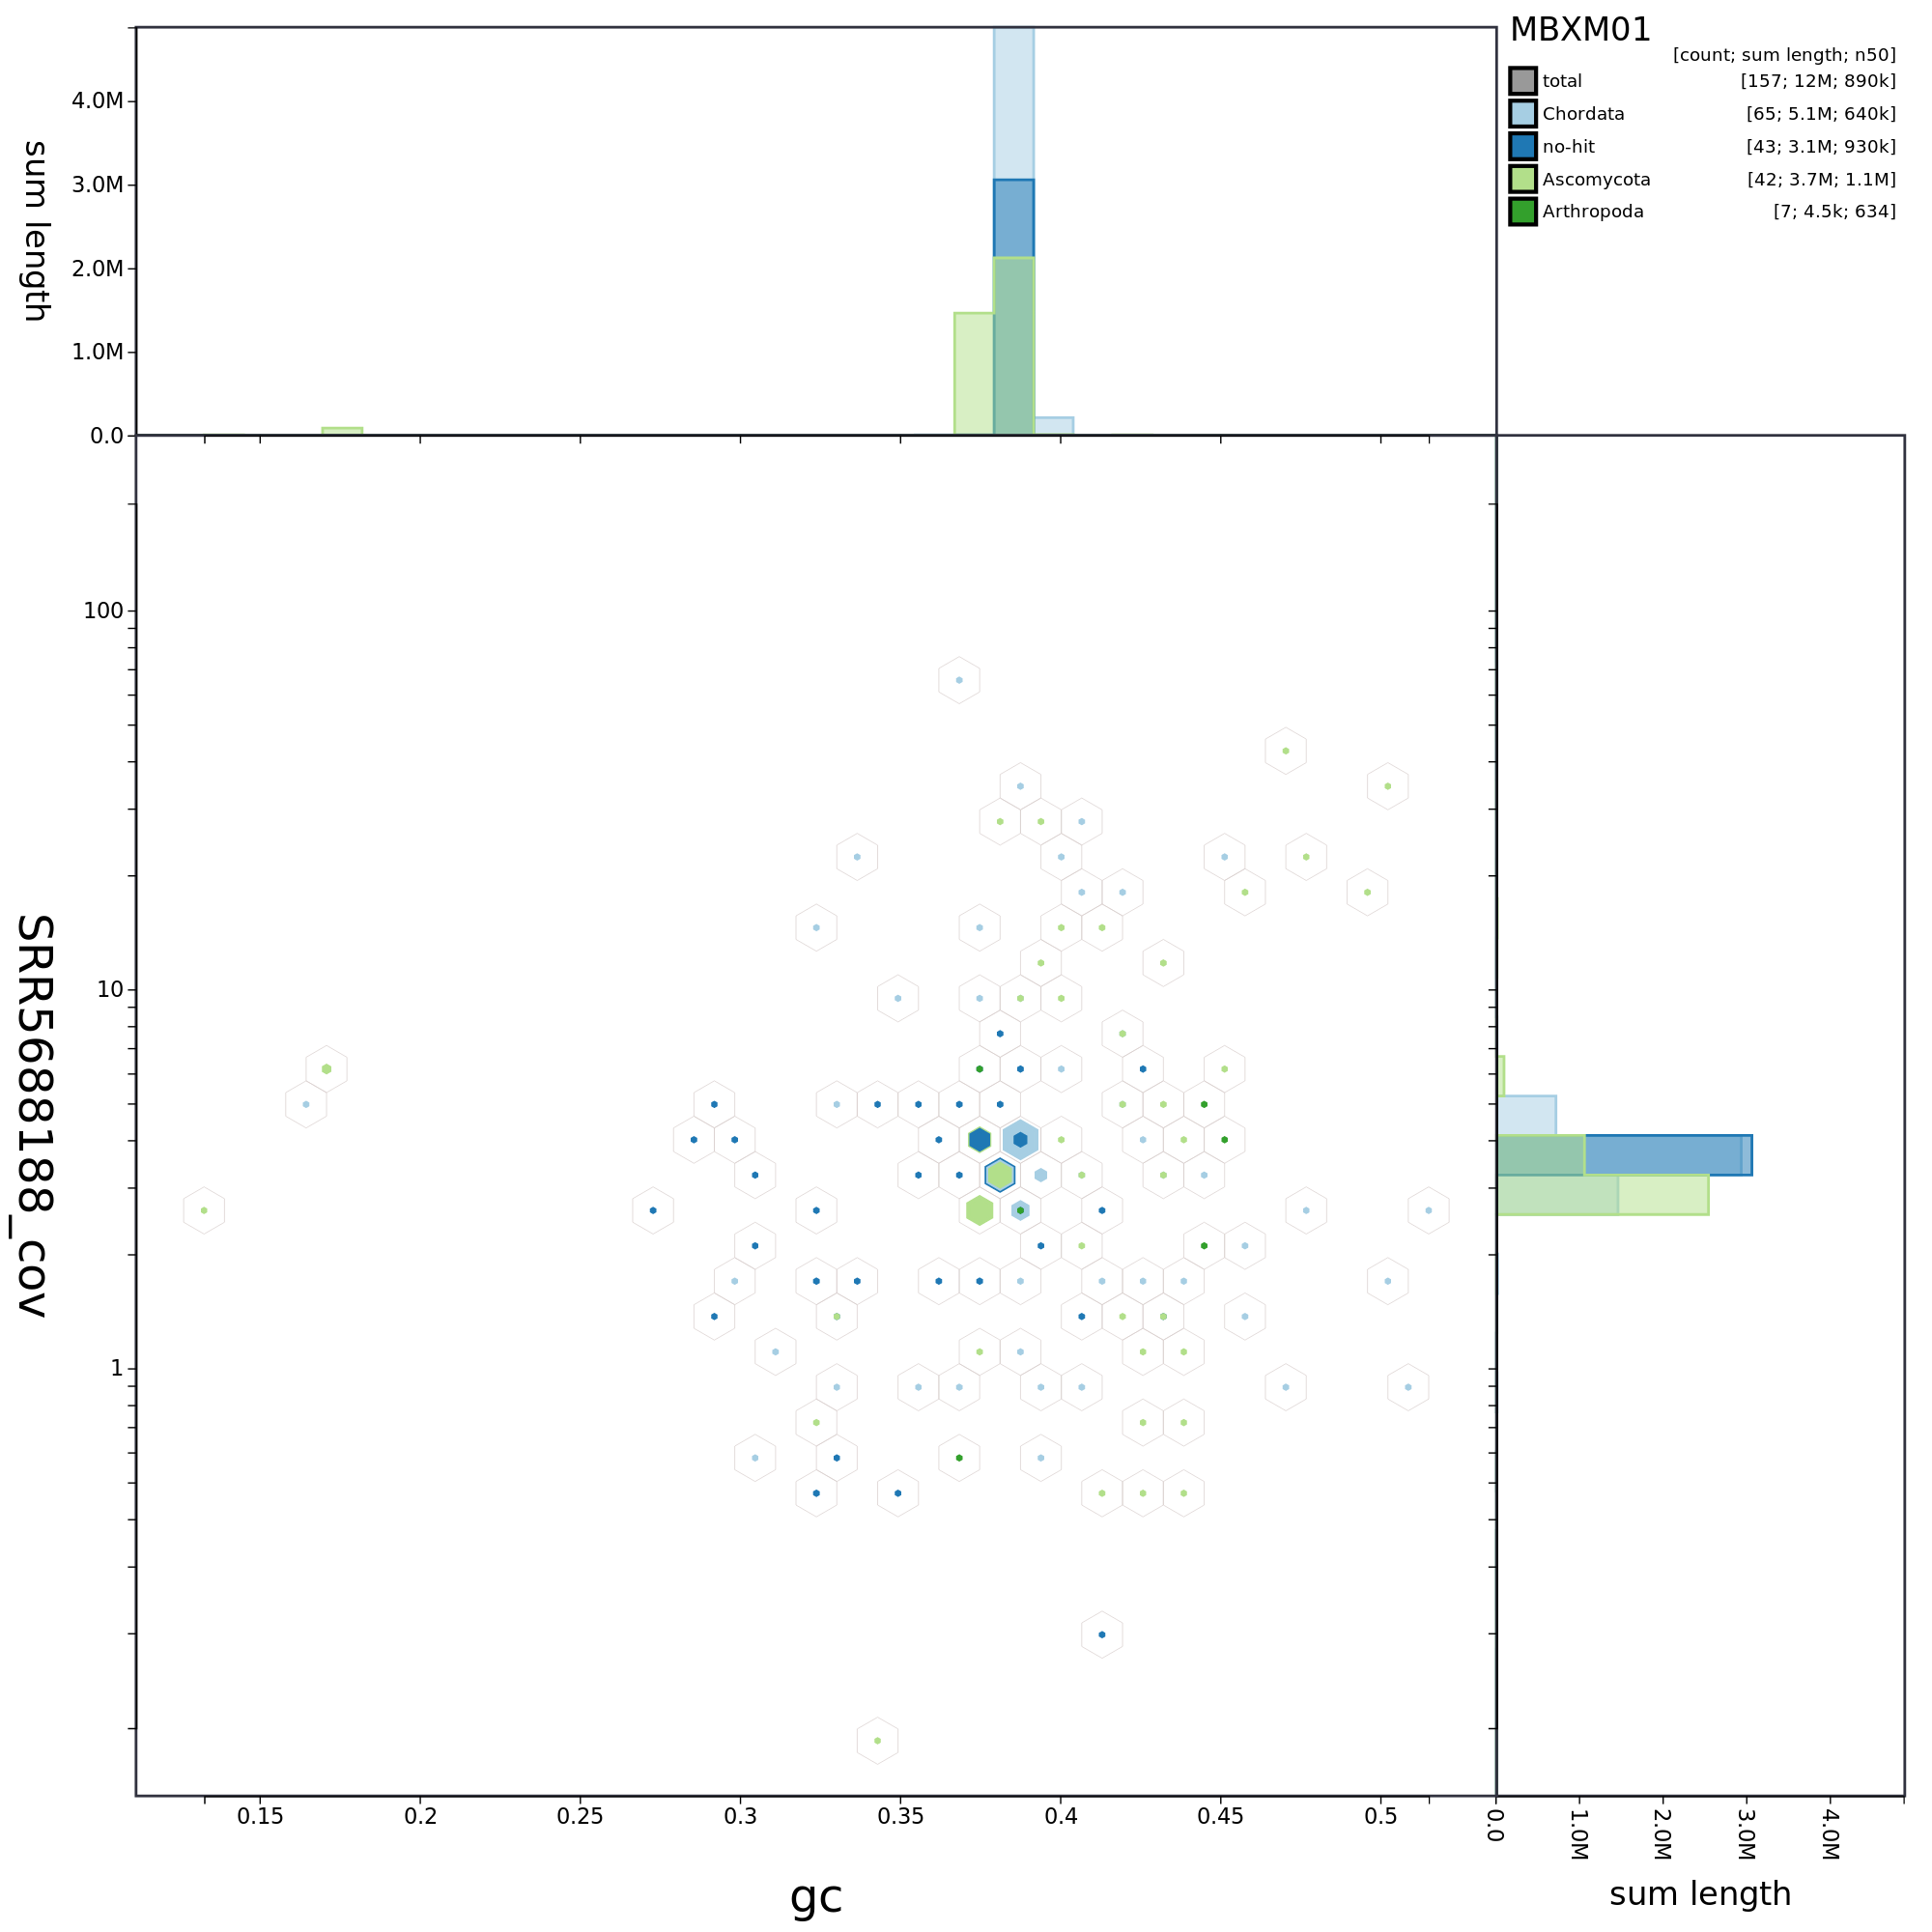 MBXM01
[count; sum length; n50]
total [157; 12M; 890k]
Chordata [65; 5.1M; 640k]
no-hit [43; 3.1M; 930k]
Ascomycota [42; 3.7M; 1.1M]
Arthropoda [7; 4.5k; 634]
sum length
4.0M
3.0M
2.0M
1.0M
0.0
SRR5688188_cov
100
10
1
0.15 0.2 0.25 0.3 0.35 0.4 0.45 0.5
gc
0.0 1.0M 2.0M 3.0M 4.0M
sum length